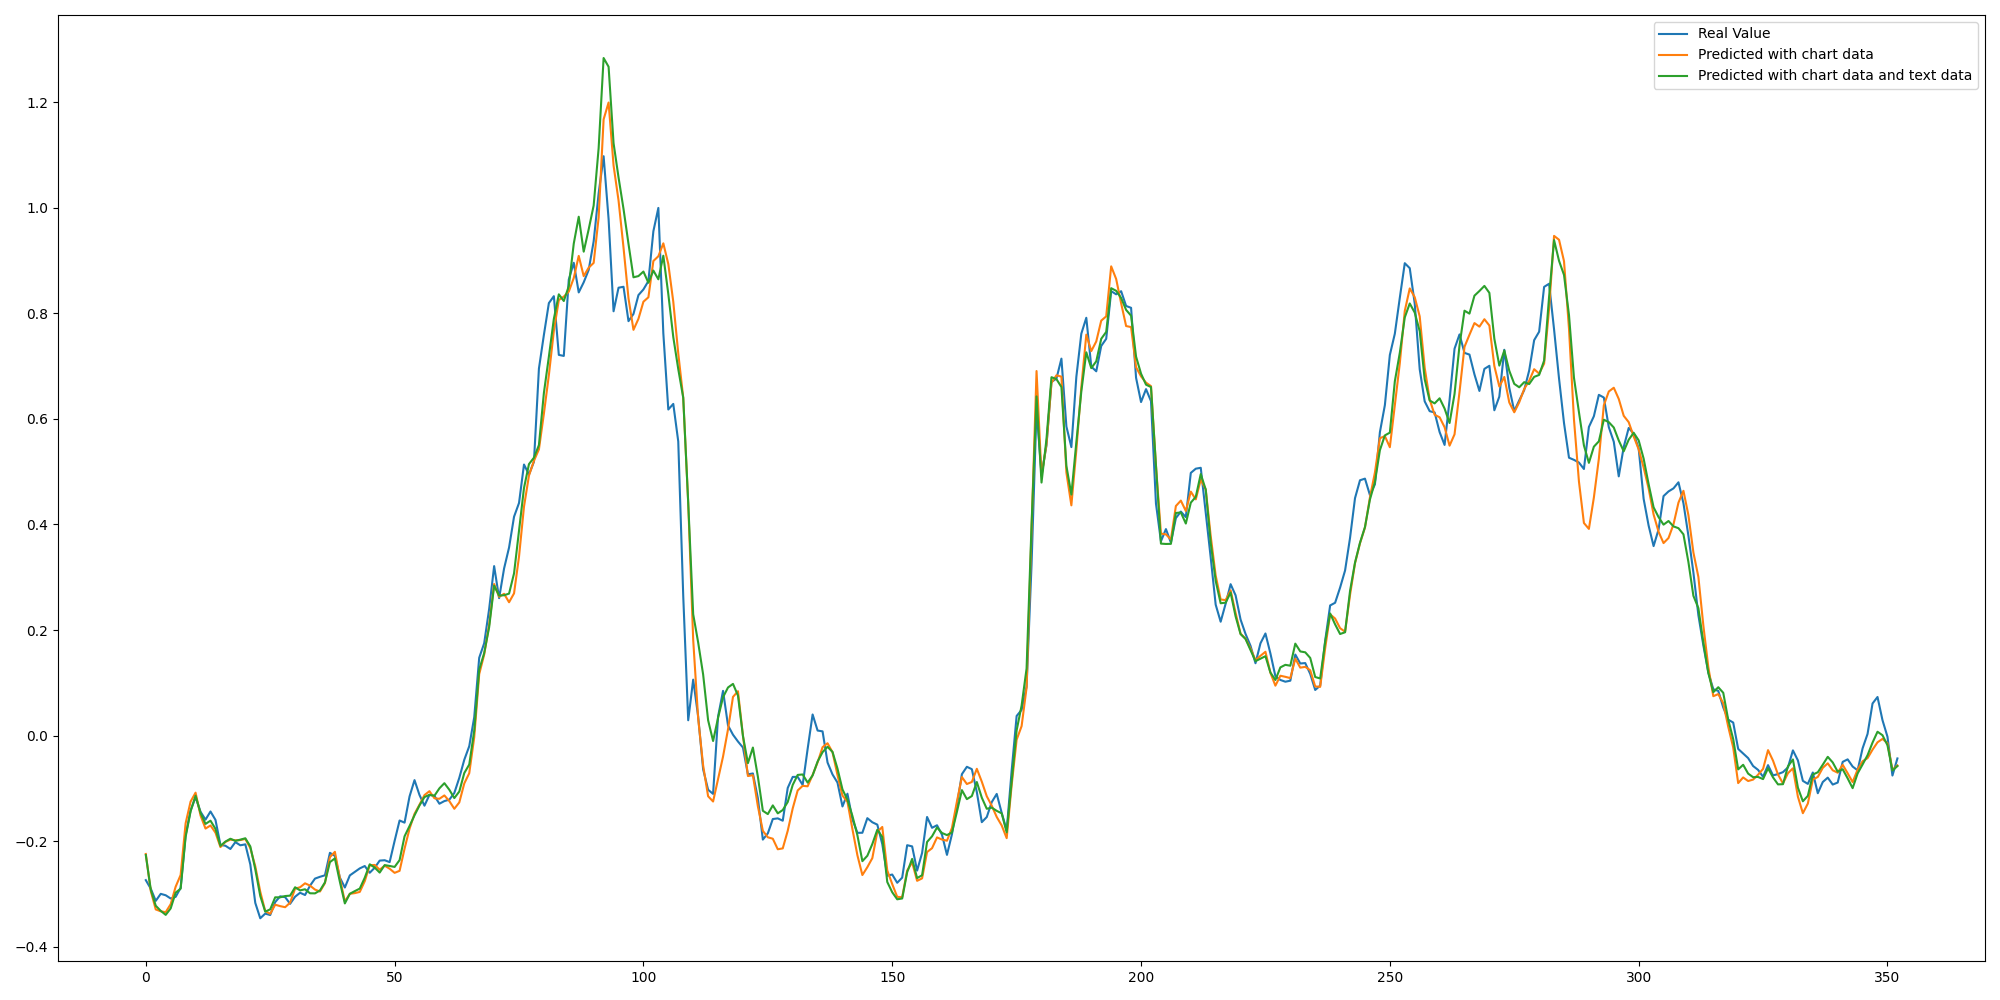 Real Value
Predicted with chart data
Predicted with chart data and text data
1.2
1.0
0.8
0.6
0.4
0.2
0.0
−0.2
−0.4
0 50 100 150 200 250 300 350